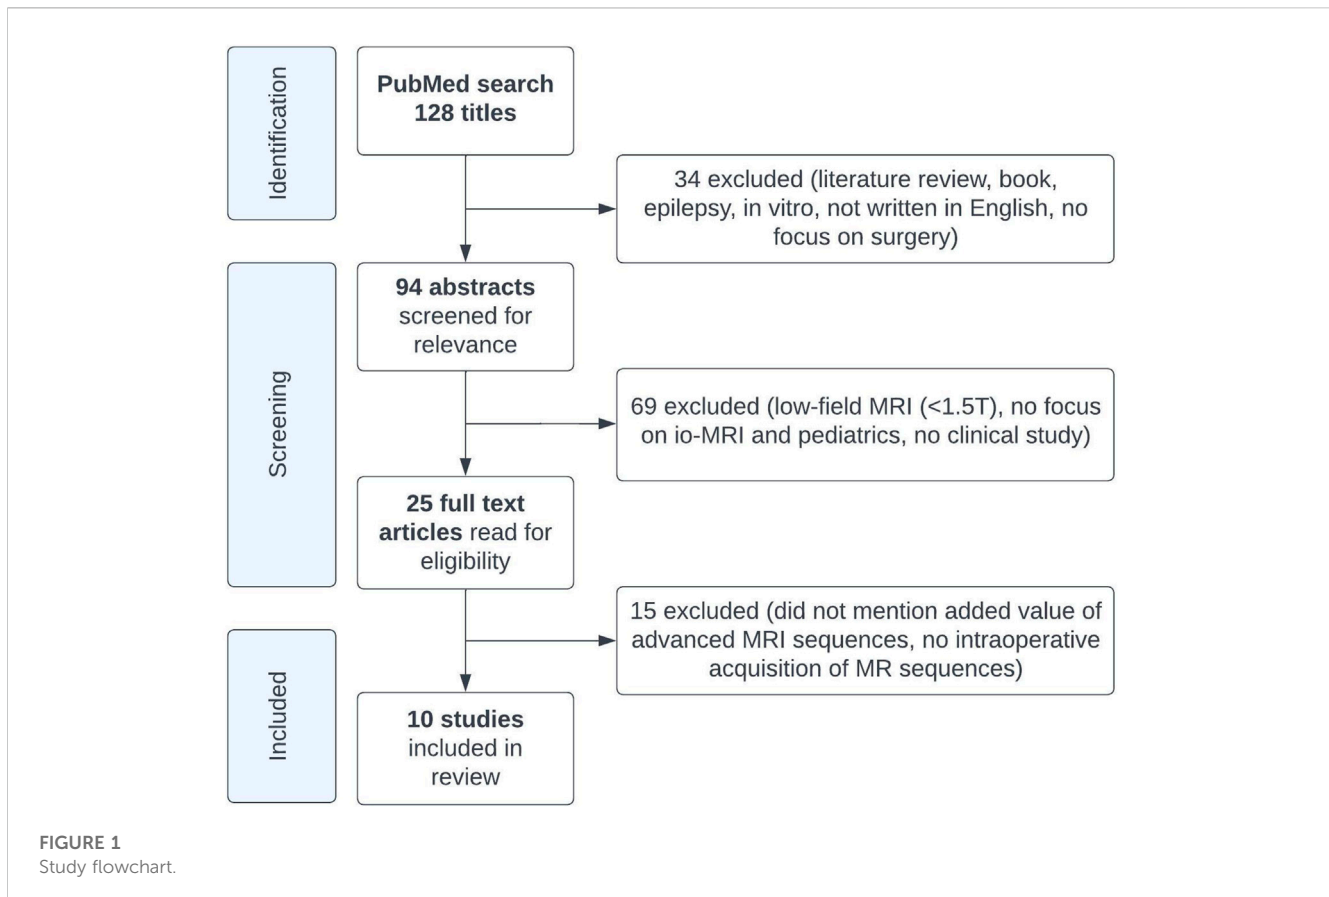 Identification
PubMed search
128 titles
34 excluded (literature review, book,
epilepsy, in vitro, not written in English, no
focus on surgery)
Screening
94 abstracts
screened for
relevance
69 excluded (low-field MRI (<1.5T), no focus
on io-MRI and pediatrics, no clinical study)
25 full text
articles read for
eligibility
15 excluded (did not mention added value of
advanced MRI sequences, no intraoperative
acquisition of MR sequences)
Included
10 studies
included in
review
FIGURE 1
Study flowchart.